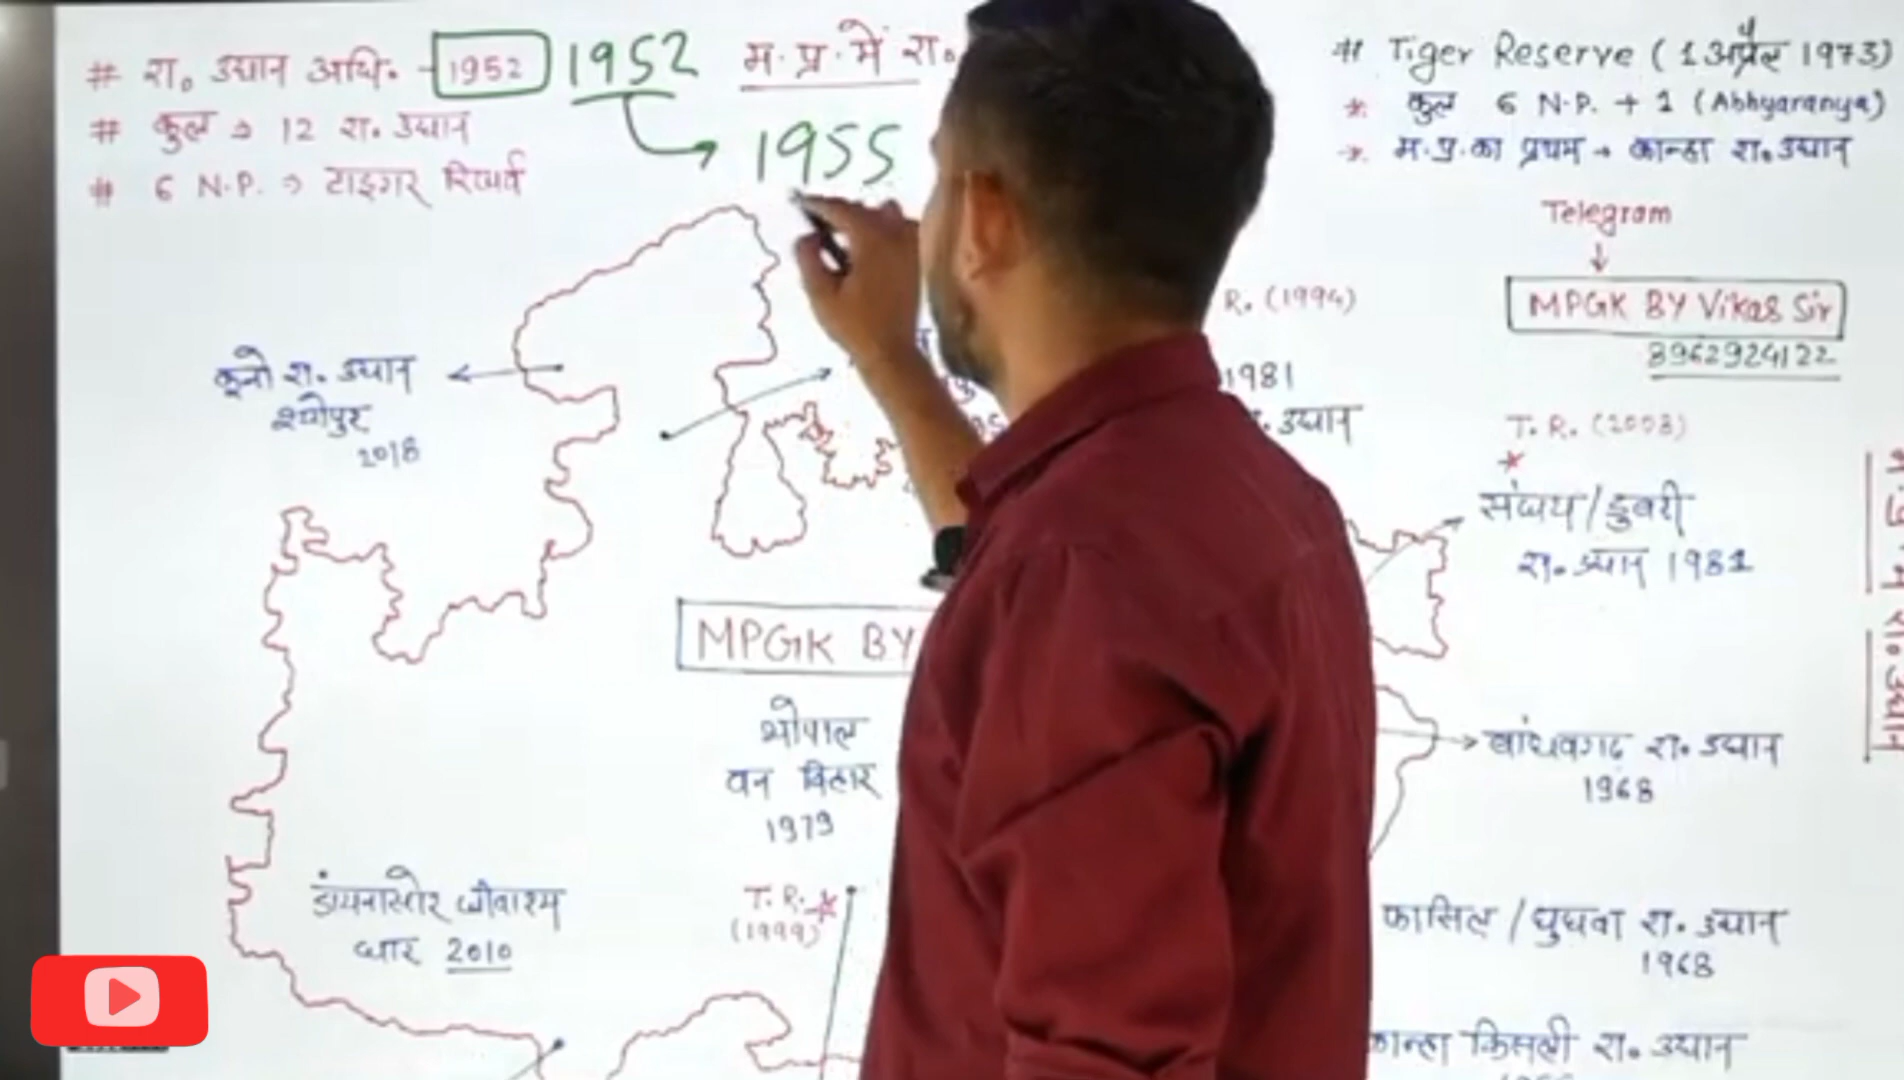 # रा० उद्यान अधि. - 1952 1952
म.प्र.में रा.
# कुल → 12 रा. उद्यान
1955
# 6 N.P. → टाइगर रिजर्व
# Tiger Reserve (1 अप्रैल 1973)
* कुल 6 N.P. + 1 (Abhyaranya)
* म.प्र.का प्रथम → कान्हा रा.उद्यान
Telegram
MPGK BY Vikas Sir
8962924122
R. (1994)
1981
. उद्यान
कूनो रा. उद्यान
श्योपुर
2018
T. R. (2008)
संजय/डुबरी
रा. उद्यान 1981
MPGK BY
भोपाल
वन विहार
1979
बांधवगढ़ रा. उद्यान
1968
डायनासोर जीवाश्म
धार 2010
T. R.
(1999)
फासिल / घुघवा रा. उद्यान
1968
कान्हा किसली रा. उद्यान